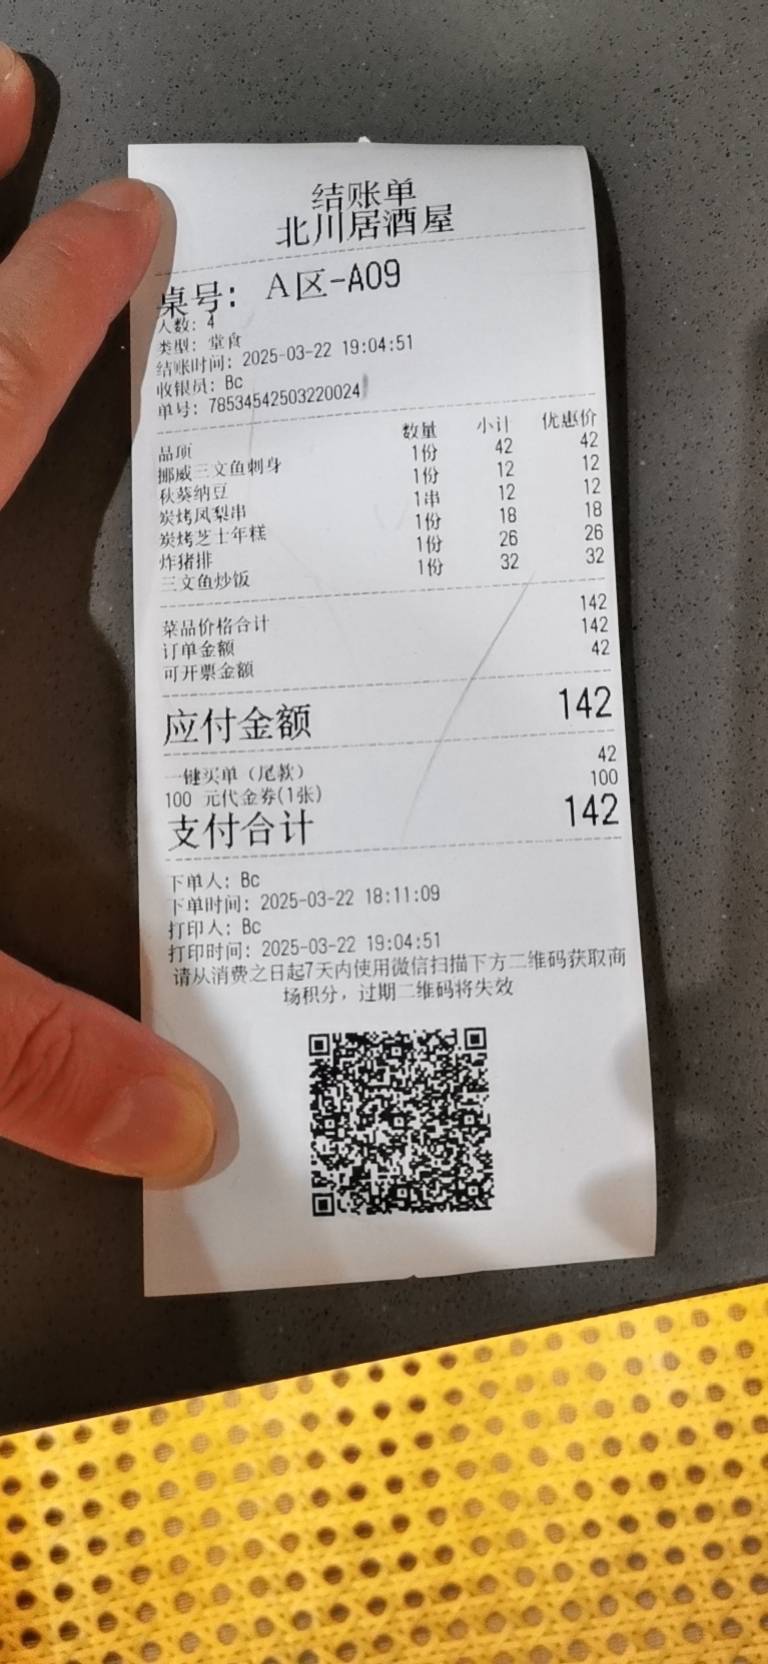 结账单
北川居酒屋
桌号: A区-A09
人数: 4
类型: 堂食
结账时间: 2025-03-22 19:04:51
收银员: Bc
单号: 78534542503220024
品项 数量 小计 优惠价
挪威三文鱼刺身 1份 42 42
秋葵纳豆 1份 12 12
炭烤凤梨串 1串 12 12
炭烤芝士年糕 1份 18 18
炸猪排 1份 26 26
三文鱼炒饭 1份 32 32
菜品价格合计 142
订单金额 142
可开票金额 42
应付金额 142
一键买单（尾款） 42
100 元代金券(1张) 100
支付合计 142
下单人: Bc
下单时间: 2025-03-22 18:11:09
打印人: Bc
打印时间: 2025-03-22 19:04:51
请从消费之日起7天内使用微信扫描下方二维码获取商
场积分，过期二维码将失效